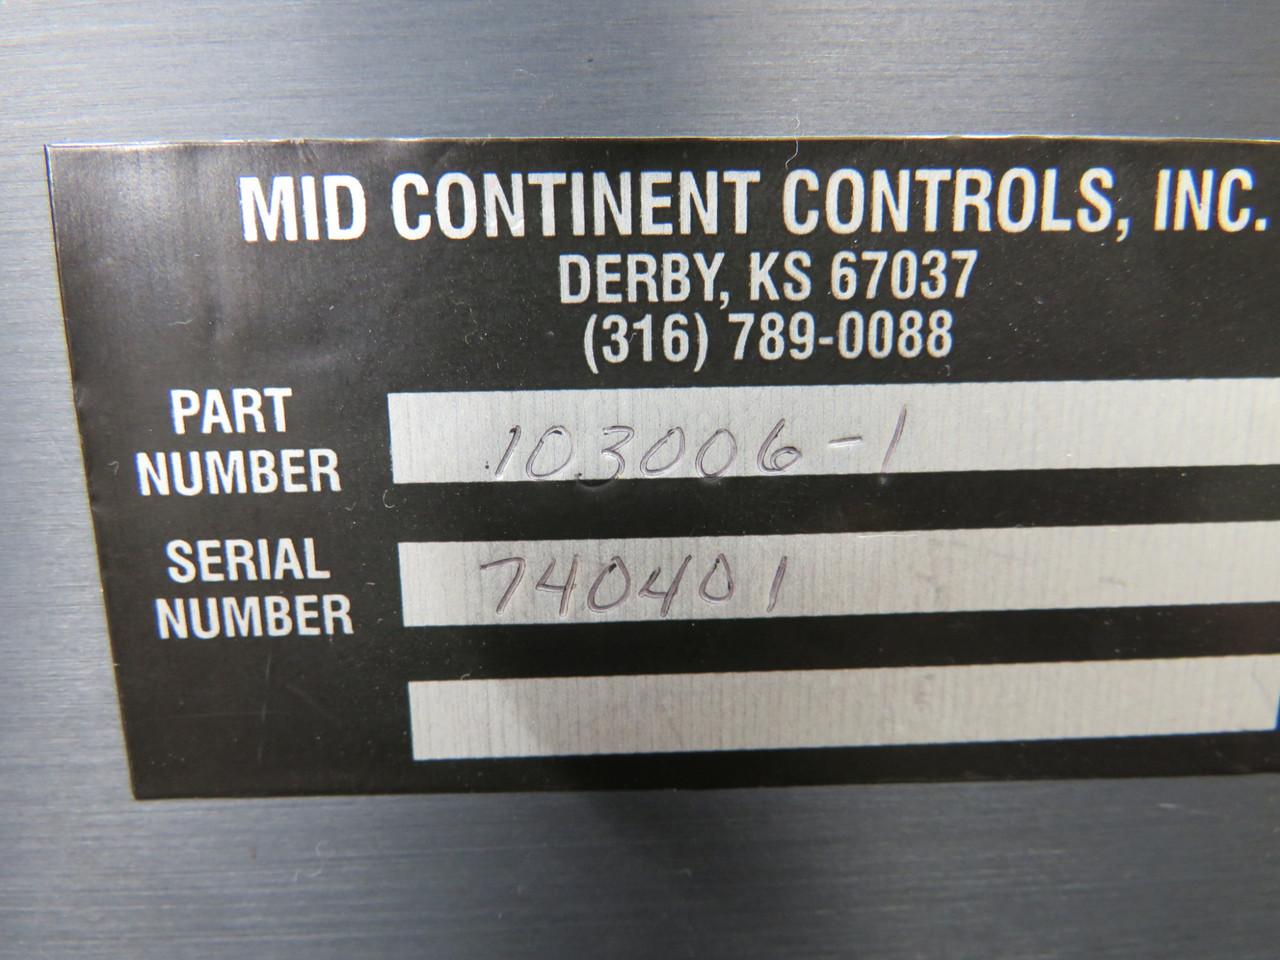 MID CONTINENT CONTROLS, INC.
DERBY, KS 67037
(316) 789-0088
PART NUMBER 103006-1
SERIAL NUMBER 740401